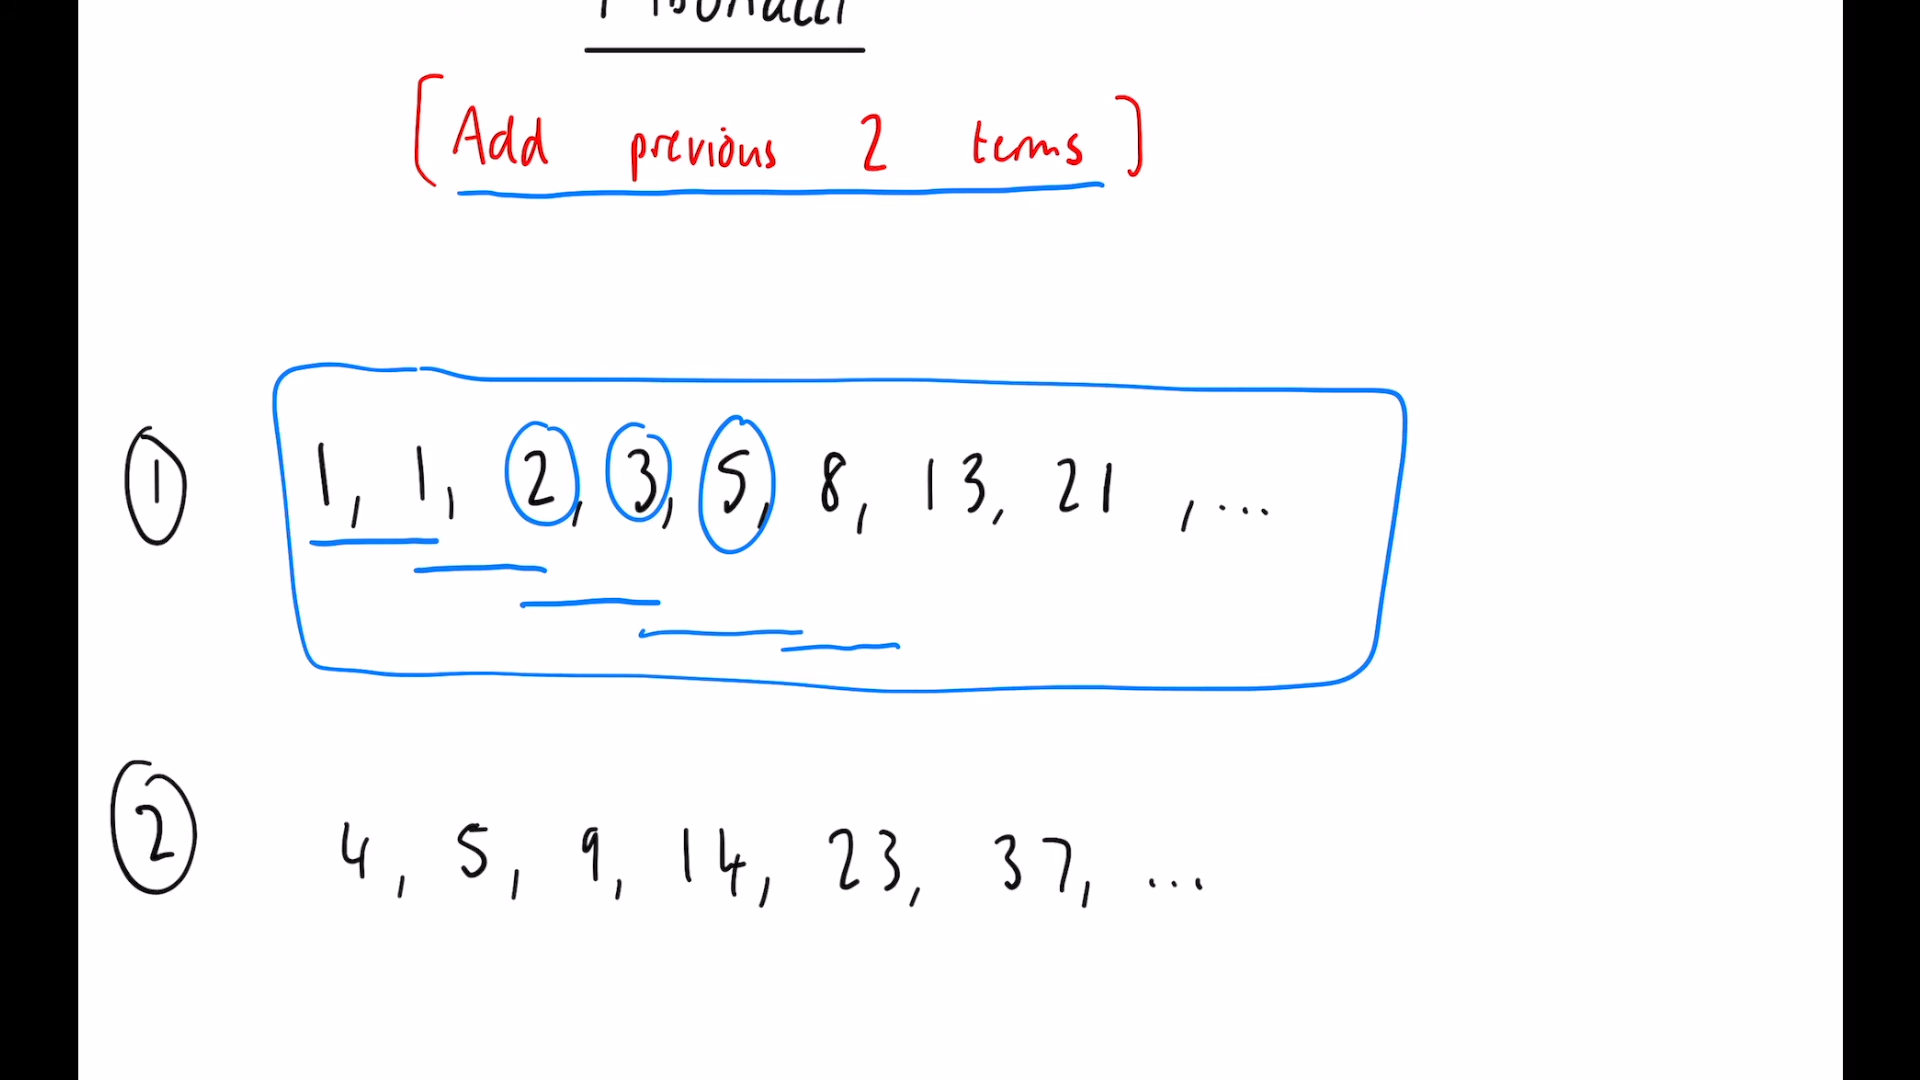 Fibonacci
[Add previous 2 terms]
① 1, 1, 2, 3, 5, 8, 13, 21, ...
② 4, 5, 9, 14, 23, 37, ...